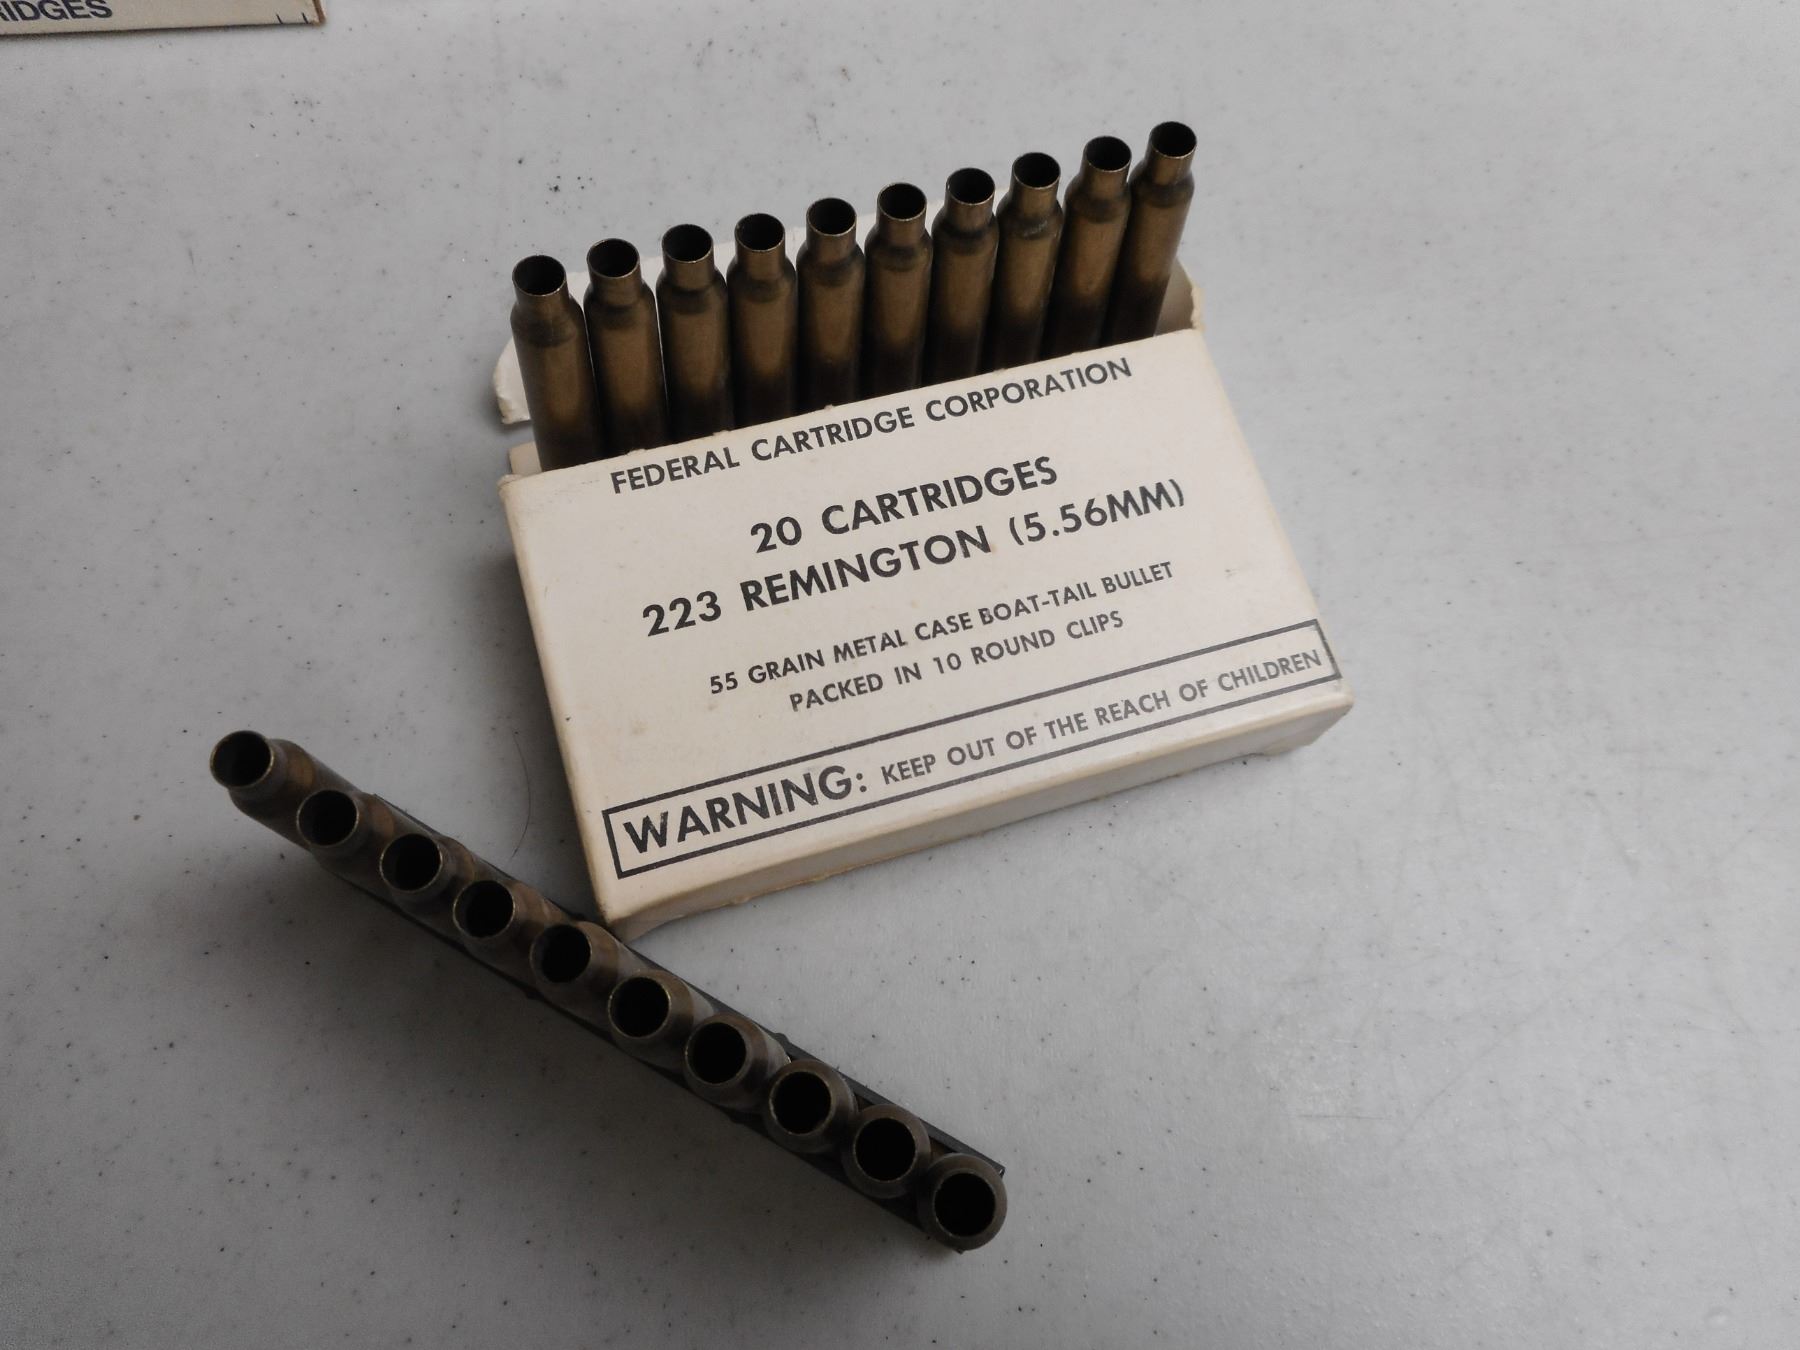 FEDERAL CARTRIDGE CORPORATION
20 CARTRIDGES
223 REMINGTON (5.56MM)
55 GRAIN METAL CASE BOAT-TAIL BULLET
PACKED IN 10 ROUND CLIPS
WARNING: KEEP OUT OF THE REACH OF CHILDREN